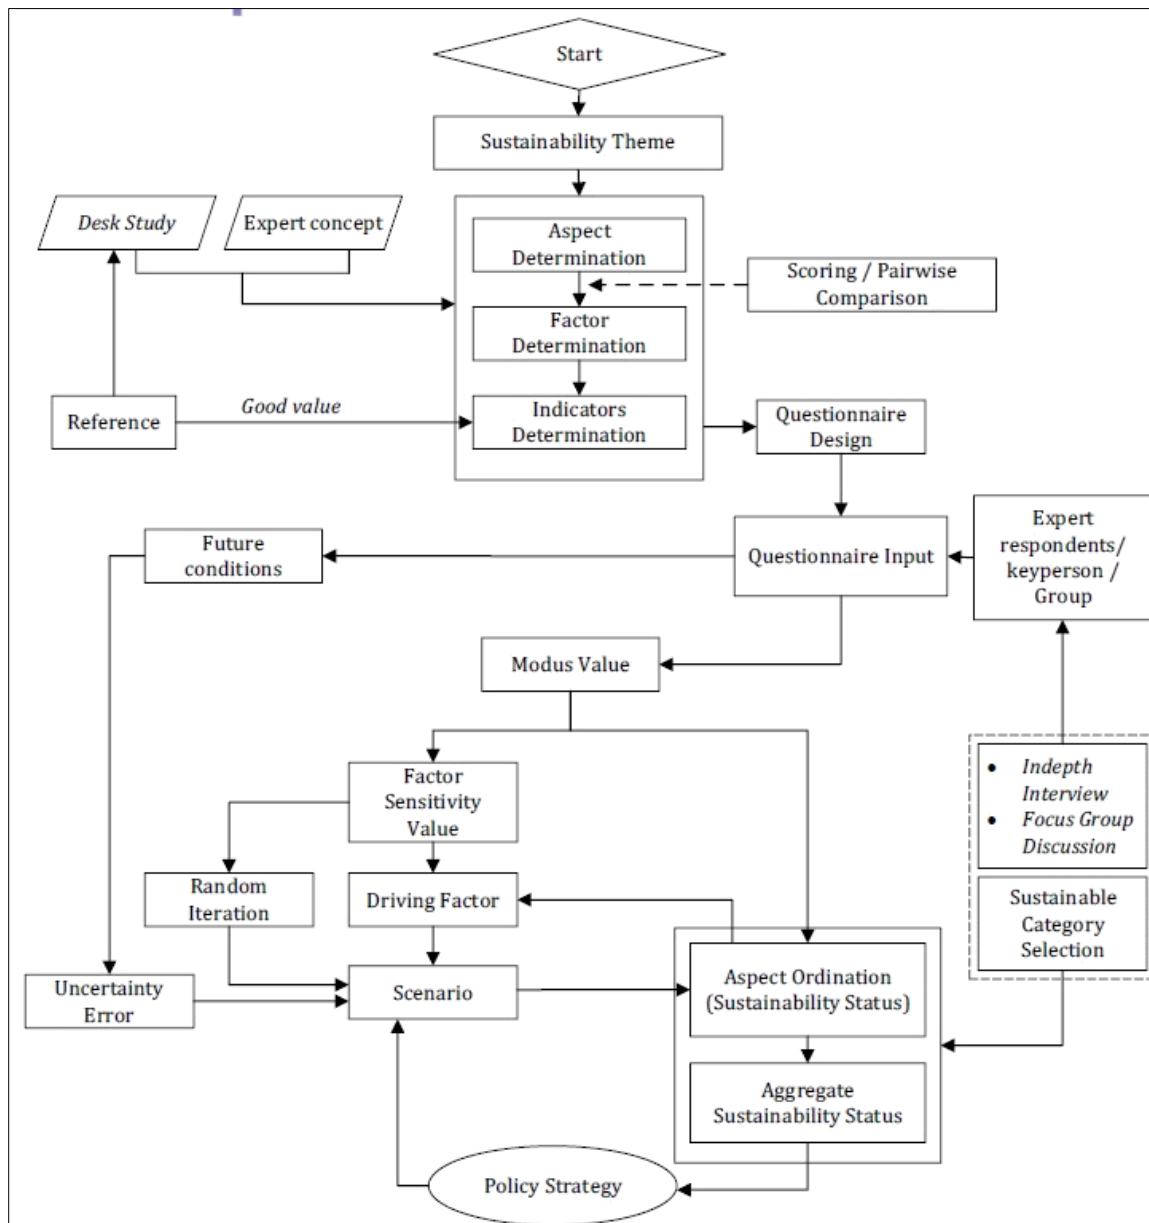 Start
Sustainability Theme
Desk Study
Expert concept
Aspect
Determination
Scoring / Pairwise
Comparison
Factor
Determination
Reference
Good value
Indicators
Determination
Questionnaire
Design
Future
conditions
Questionnaire Input
Expert
respondents/
keyperson /
Group
Modus Value
Factor
Sensitivity
Value
• Indepth
Interview
• Focus Group
Discussion
Random
Iteration
Driving Factor
Sustainable
Category
Selection
Uncertainty
Error
Scenario
Aspect Ordination
(Sustainability Status)
Aggregate
Sustainability Status
Policy Strategy